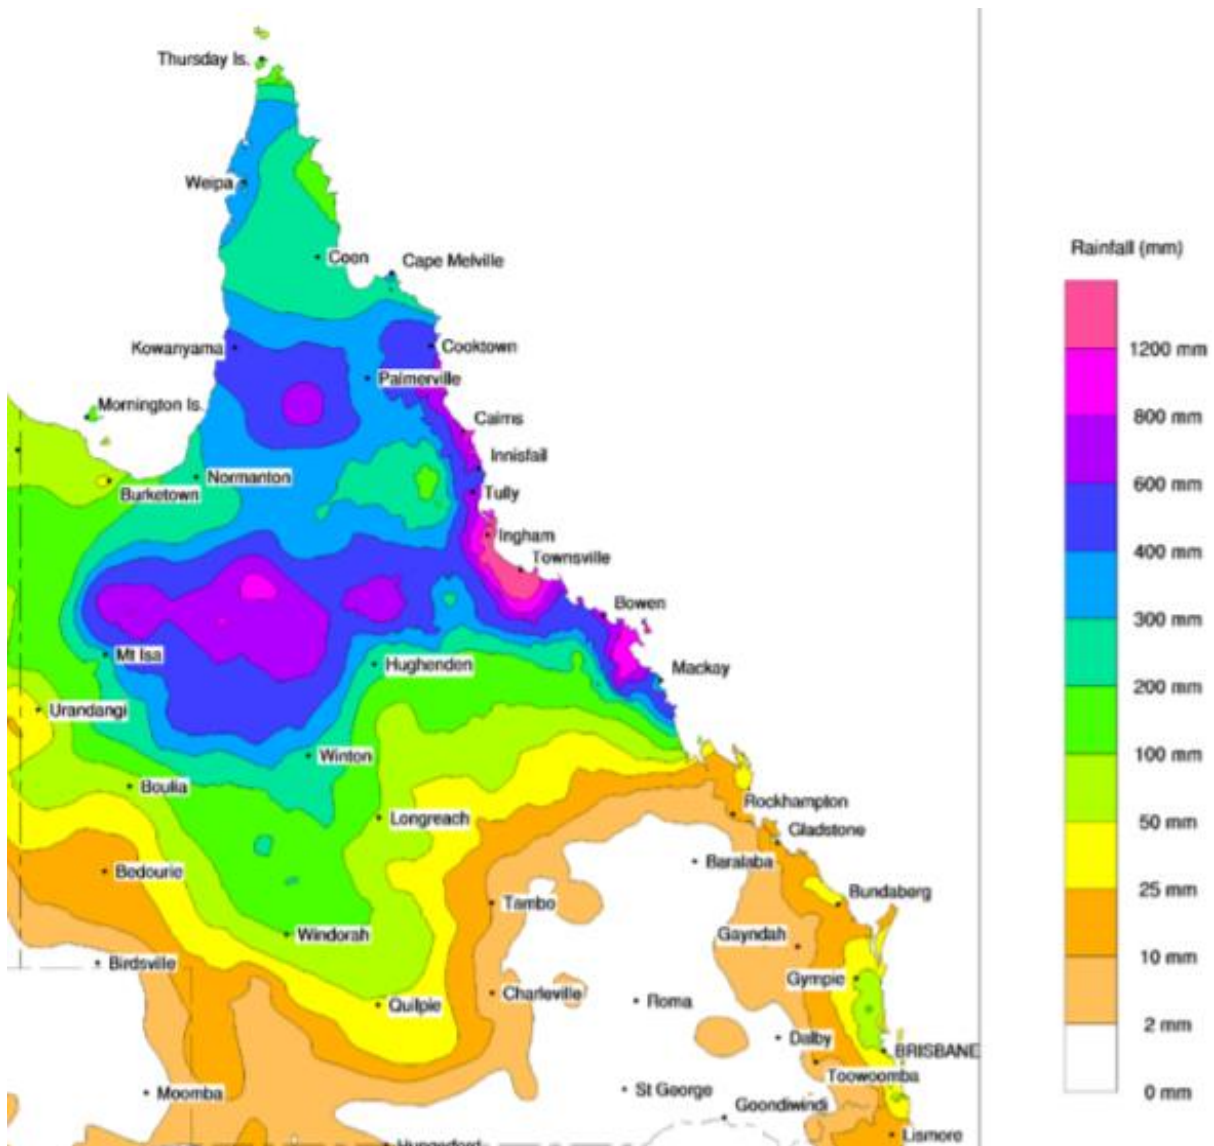 Thursday Is.
Weipa
Coen
Cape Melville
Rainfall (mm)
1200 mm
Kowanyama
Cooktown
Palmerville
Mornington Is.
800 mm
Cairns
Innisfail
600 mm
Normanton
Burketown
Tully
Ingham
400 mm
Townsville
Bowen
300 mm
Mt Isa
Hughenden
Mackay
200 mm
Urandangi
Winton
100 mm
Boulia
Rockhampton
Longreach
Gladstone
50 mm
Baralaba
Bedourie
Bundaberg
25 mm
Tambo
Windorah
Gayndah
10 mm
Birdsville
Gympie
Charleville
Quilpie
Roma
2 mm
Dalby
BRISBANE
Toowoomba
Moomba
St George
0 mm
Goondiwindi
Lismore
Hungerford